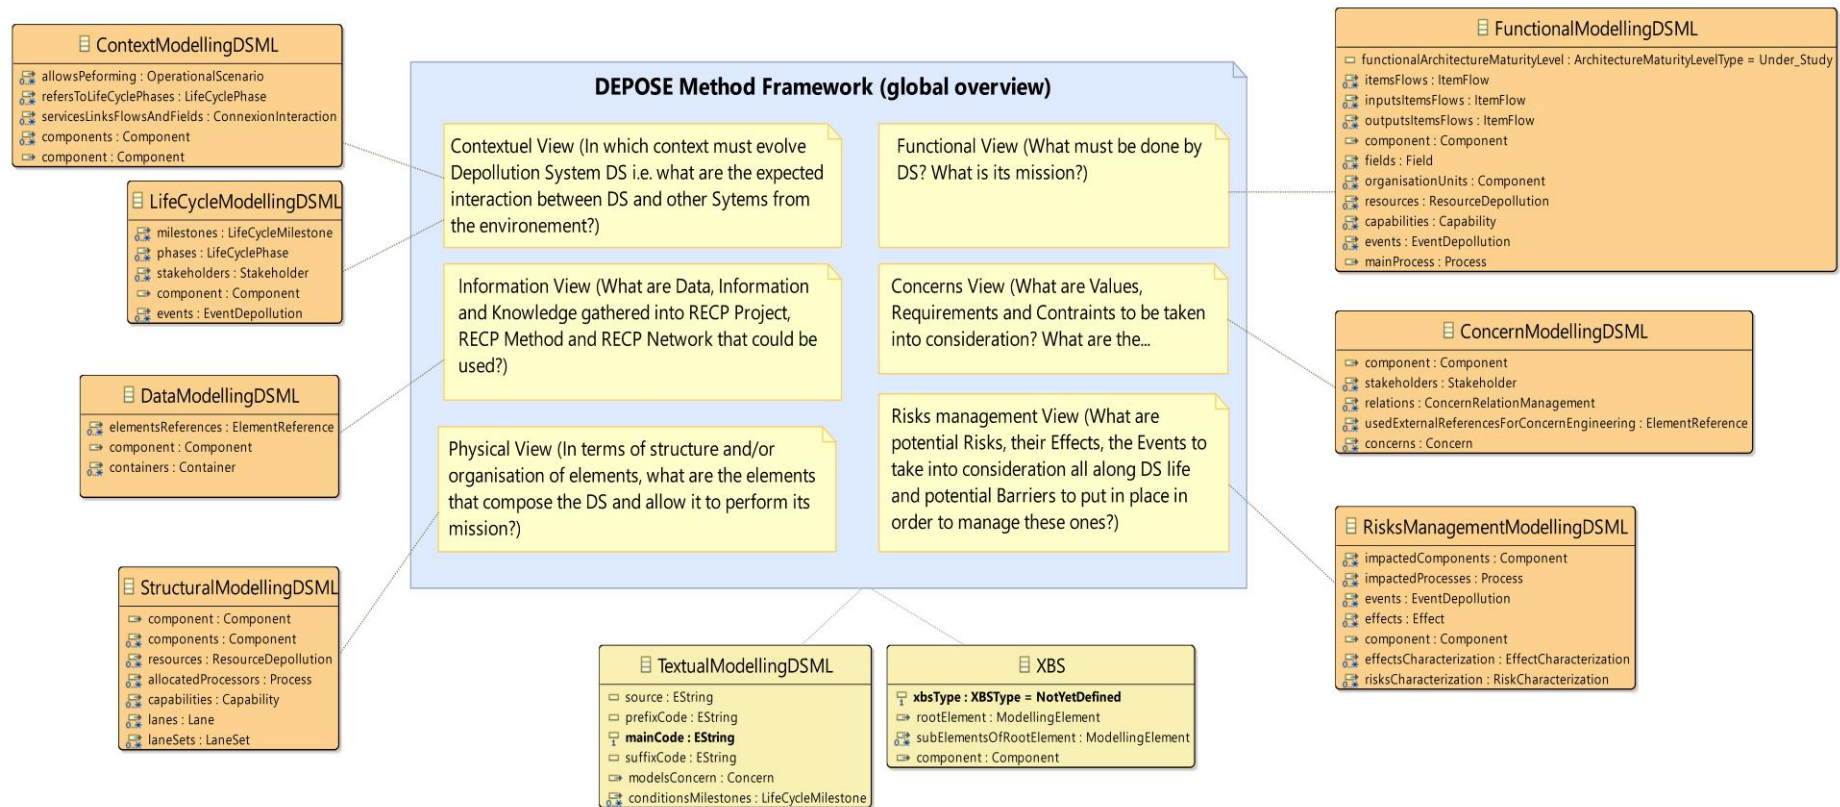 ContextModellingDSML
allowsPeforming : OperationalScenario
refersToLifeCyclePhases : LifeCyclePhase
servicesLinksFlowsAndFields : ConnexionInteraction
components : Component
component : Component
LifeCycleModellingDSML
milestones : LifeCycleMilestone
phases : LifeCyclePhase
stakeholders : Stakeholder
component : Component
events : EventDepollution
DataModellingDSML
elementsReferences : ElementReference
component : Component
containers : Container
StructuralModellingDSML
component : Component
components : Component
resources : ResourceDepollution
allocatedProcessors : Process
capabilities : Capability
lanes : Lane
laneSets : LaneSet
DEPOSE Method Framework (global overview)
Contextuel View (In which context must evolve
Depollution System DS i.e. what are the expected
interaction between DS and other Sytems from
the environement?)
Information View (What are Data, Information
and Knowledge gathered into RECP Project,
RECP Method and RECP Network that could be
used?)
Physical View (In terms of structure and/or
organisation of elements, what are the elements
that compose the DS and allow it to perform its
mission?)
Functional View (What must be done by
DS? What is its mission?)
Concerns View (What are Values,
Requirements and Contraints to be taken
into consideration? What are the...
Risks management View (What are
potential Risks, their Effects, the Events to
take into consideration all along DS life
and potential Barriers to put in place in
order to manage these ones?)
TextualModellingDSML
source : EString
prefixCode : EString
mainCode : EString
suffixCode : EString
modelsConcern : Concern
conditionsMilestones : LifeCycleMilestone
XBS
xbsType : XBSType = NotYetDefined
rootElement : ModellingElement
subElementsOfRootElement : ModellingElement
component : Component
FunctionalModellingDSML
functionalArchitectureMaturityLevel : ArchitectureMaturityLevelType = Under_Study
itemsFlows : ItemFlow
inputsItemsFlows : ItemFlow
outputsItemsFlows : ItemFlow
component : Component
fields : Field
organisationUnits : Component
resources : ResourceDepollution
capabilities : Capability
events : EventDepollution
mainProcess : Process
ConcernModellingDSML
component : Component
stakeholders : Stakeholder
relations : ConcernRelationManagement
usedExternalReferencesForConcernEngineering : ElementReference
concerns : Concern
RisksManagementModellingDSML
impactedComponents : Component
impactedProcesses : Process
events : EventDepollution
effects : Effect
component : Component
effectsCharacterization : EffectCharacterization
risksCharacterization : RiskCharacterization